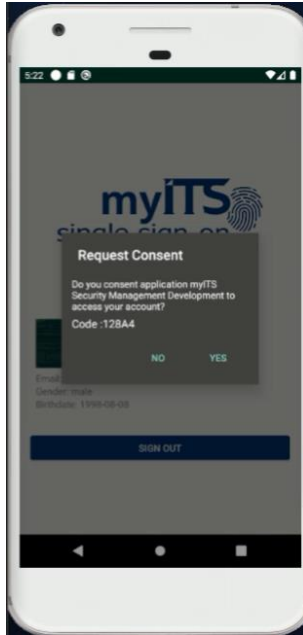 5:22
myITS
single sign-on
Request Consent
Do you consent application myITS
Security Management Development to
access your account?
Code :128A4
NO YES
Email:
Gender: male
Birthdate: 1998-08-08
SIGN OUT